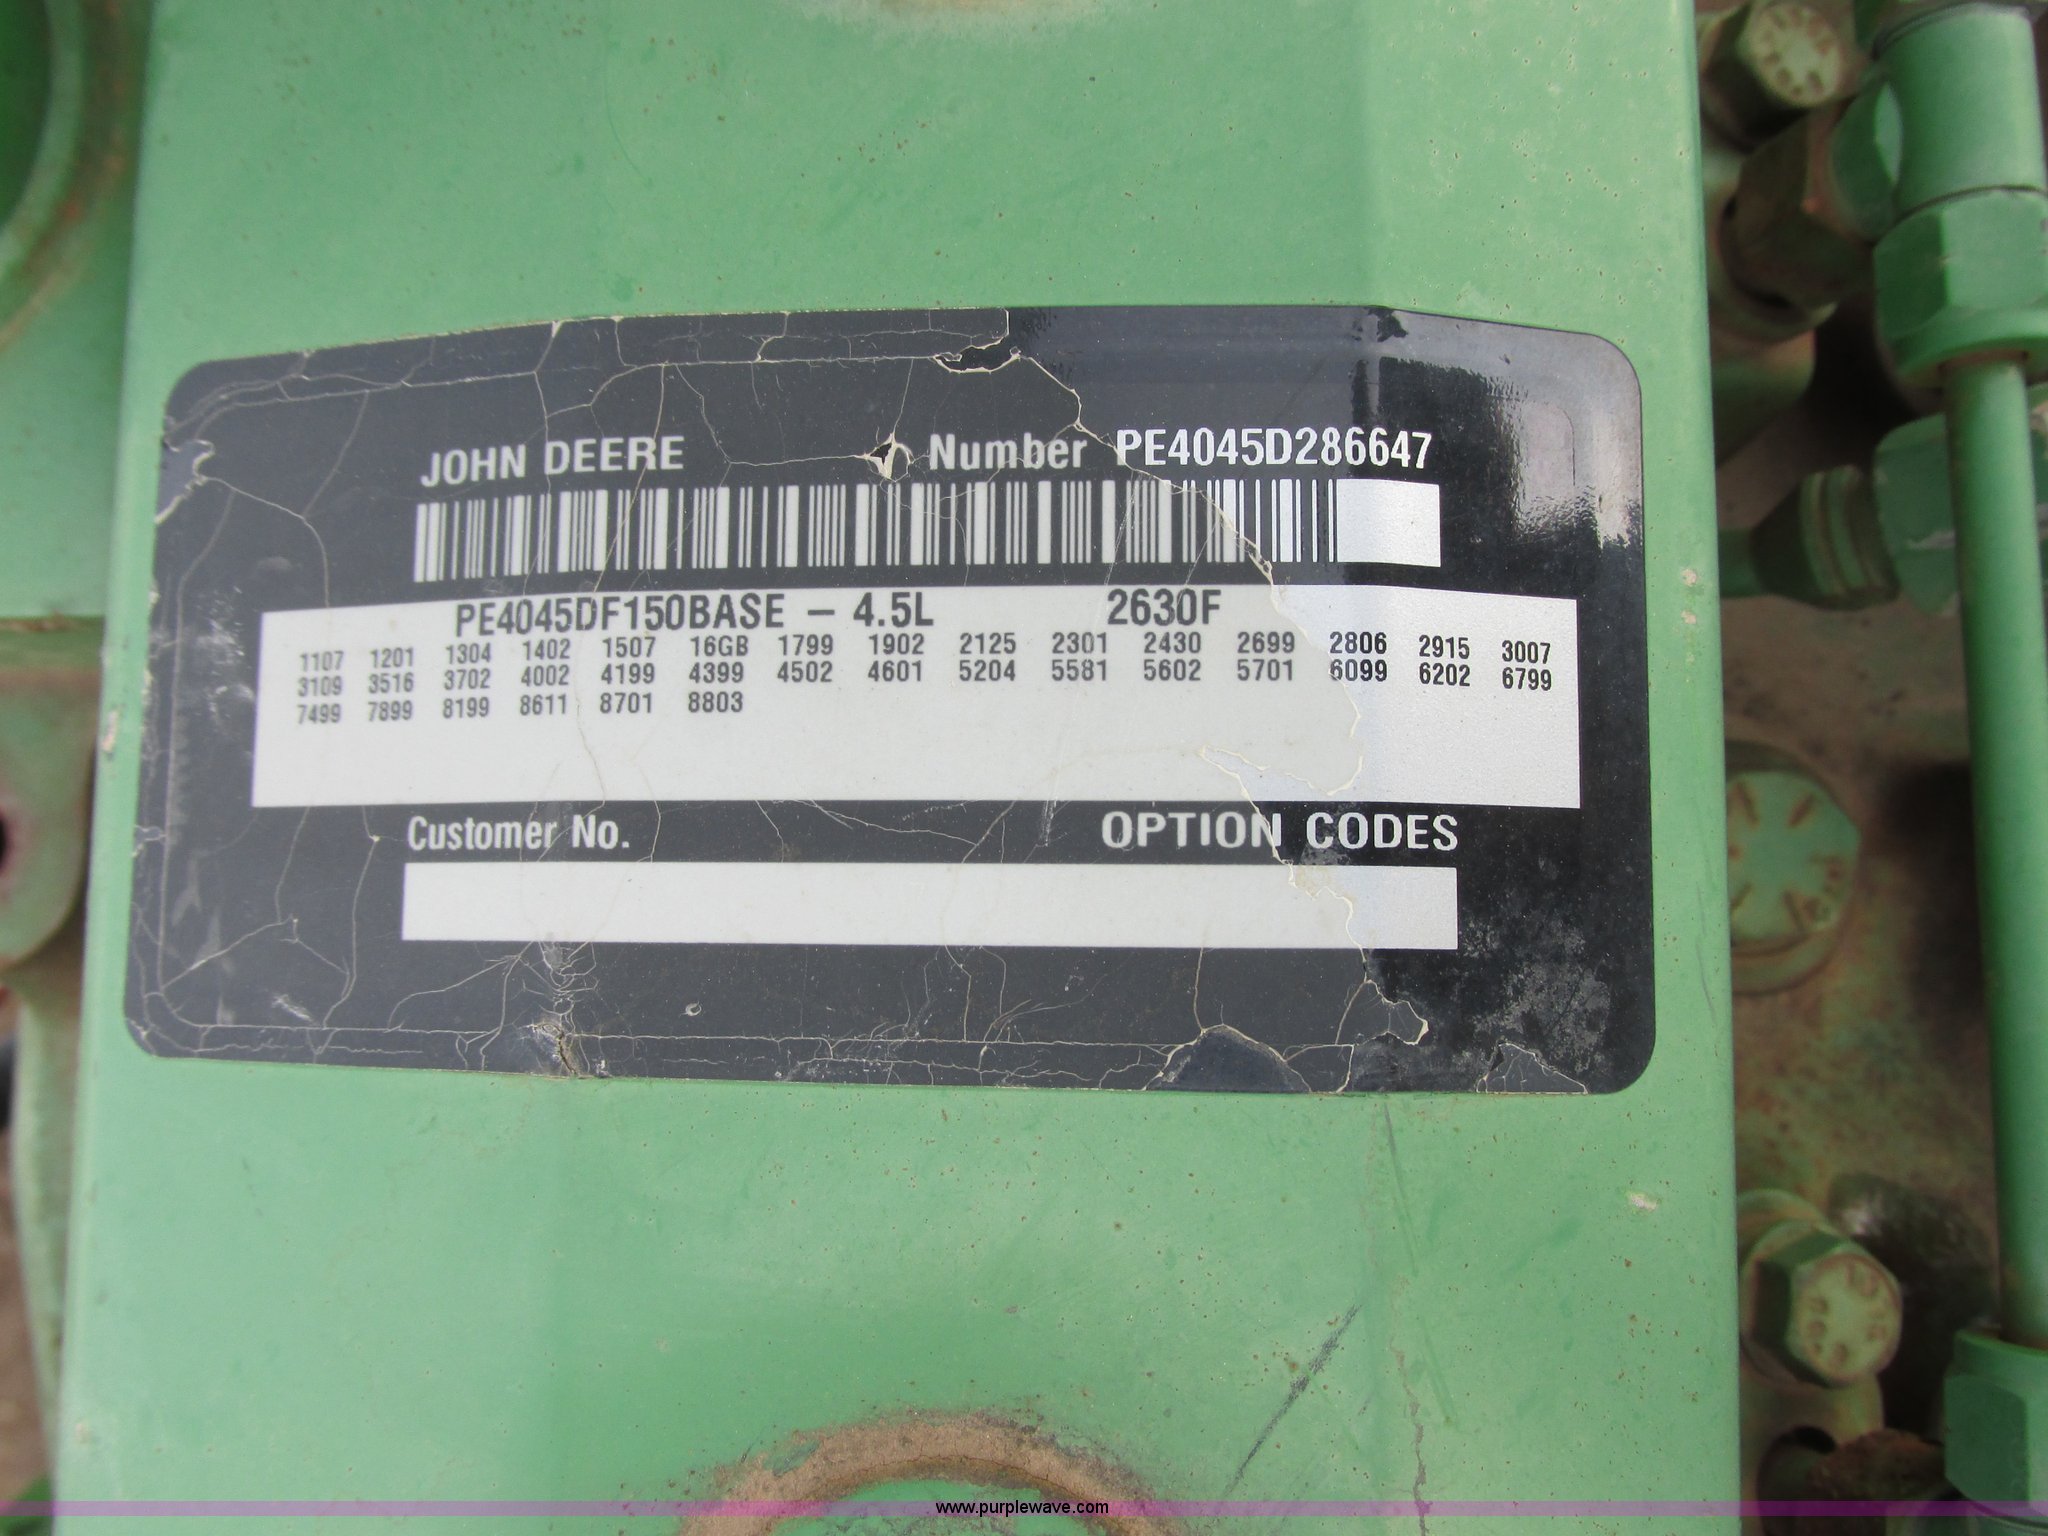 JOHN DEERE Number PE4045D286647
PE4045DF150BASE – 4.5L 2630F
1107 1201 1304 1402 1507 16GB 1799 1902 2125 2301 2430 2699 2806 2915 3007
3109 3516 3702 4002 4199 4399 4502 4601 5204 5581 5602 5701 6099 6202 6799
7499 7899 8199 8611 8701 8803
Customer No. OPTION CODES
www.purplewave.com